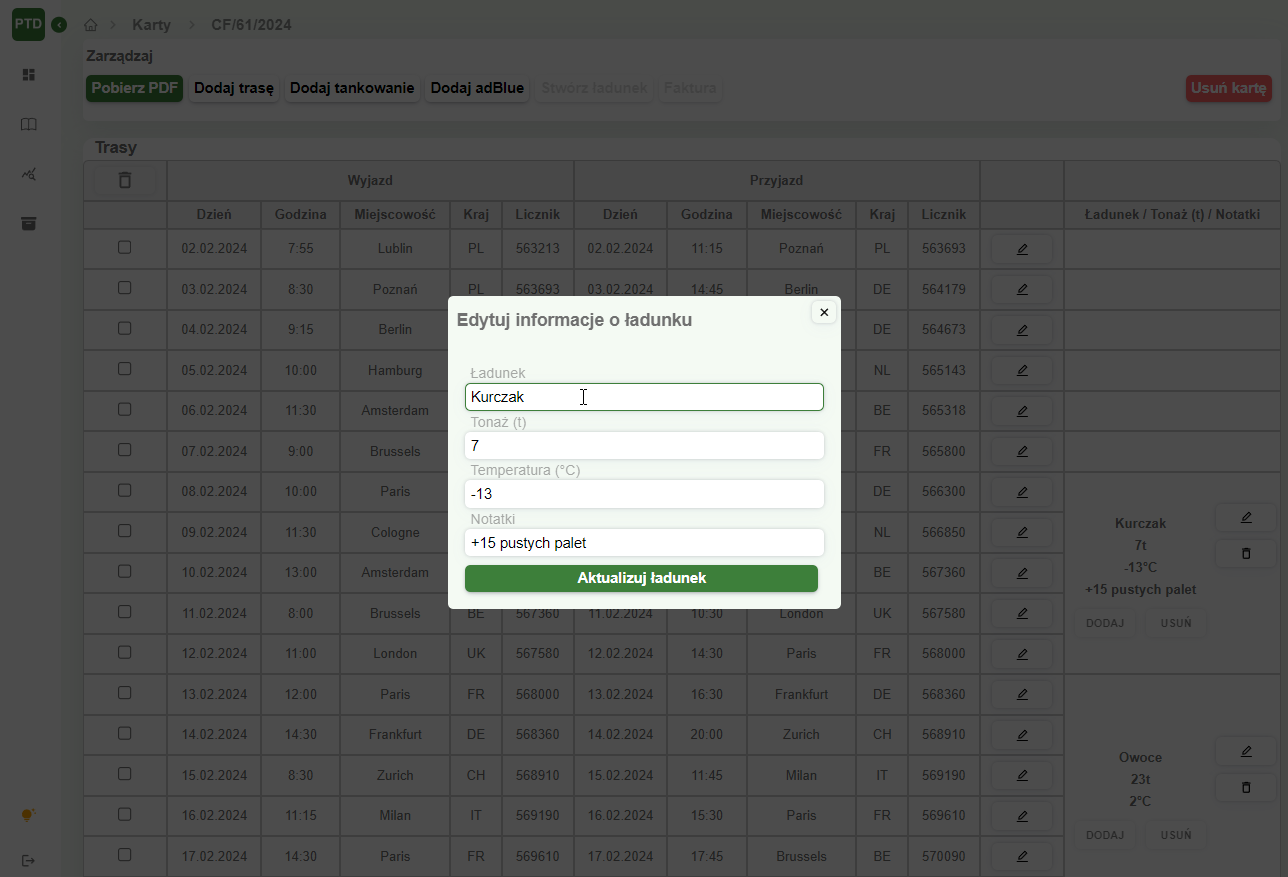 PTD
Karty > CF/61/2024
Zarządzaj
Pobierz PDF Dodaj trasę Dodaj tankowanie Dodaj adBlue Stwórz ładunek Faktura Usuń kartę
Trasy
Wyjazd Przyjazd
Dzień Godzina Miejscowość Kraj Licznik Dzień Godzina Miejscowość Kraj Licznik Ładunek / Tonaż (t) / Notatki
02.02.2024 7:55 Lublin PL 563213 02.02.2024 11:15 Poznań PL 563693
03.02.2024 8:30 Poznań PL 563693 03.02.2024 14:45 Berlin DE 564179
04.02.2024 9:15 Berlin DE 564673
05.02.2024 10:00 Hamburg NL 565143
06.02.2024 11:30 Amsterdam BE 565318
07.02.2024 9:00 Brussels FR 565800
08.02.2024 10:00 Paris DE 566300
09.02.2024 11:30 Cologne NL 566850
10.02.2024 13:00 Amsterdam BE 567360
11.02.2024 8:00 Brussels BE 567360 11.02.2024 10:30 London UK 567580
12.02.2024 11:00 London UK 567580 12.02.2024 14:30 Paris FR 568000
13.02.2024 12:00 Paris FR 568000 13.02.2024 16:30 Frankfurt DE 568360
14.02.2024 14:30 Frankfurt DE 568360 14.02.2024 20:00 Zurich CH 568910
15.02.2024 8:30 Zurich CH 568910 15.02.2024 11:45 Milan IT 569190
16.02.2024 11:15 Milan IT 569190 16.02.2024 15:30 Paris FR 569610
17.02.2024 14:30 Paris FR 569610 17.02.2024 17:45 Brussels BE 570090
Kurczak
7t
-13°C
+15 pustych palet
DODAJ USUŃ
Owoce
23t
2°C
DODAJ USUŃ
Edytuj informacje o ładunku
Ładunek
Kurczak
Tonaż (t)
7
Temperatura (°C)
-13
Notatki
+15 pustych palet
Aktualizuj ładunek